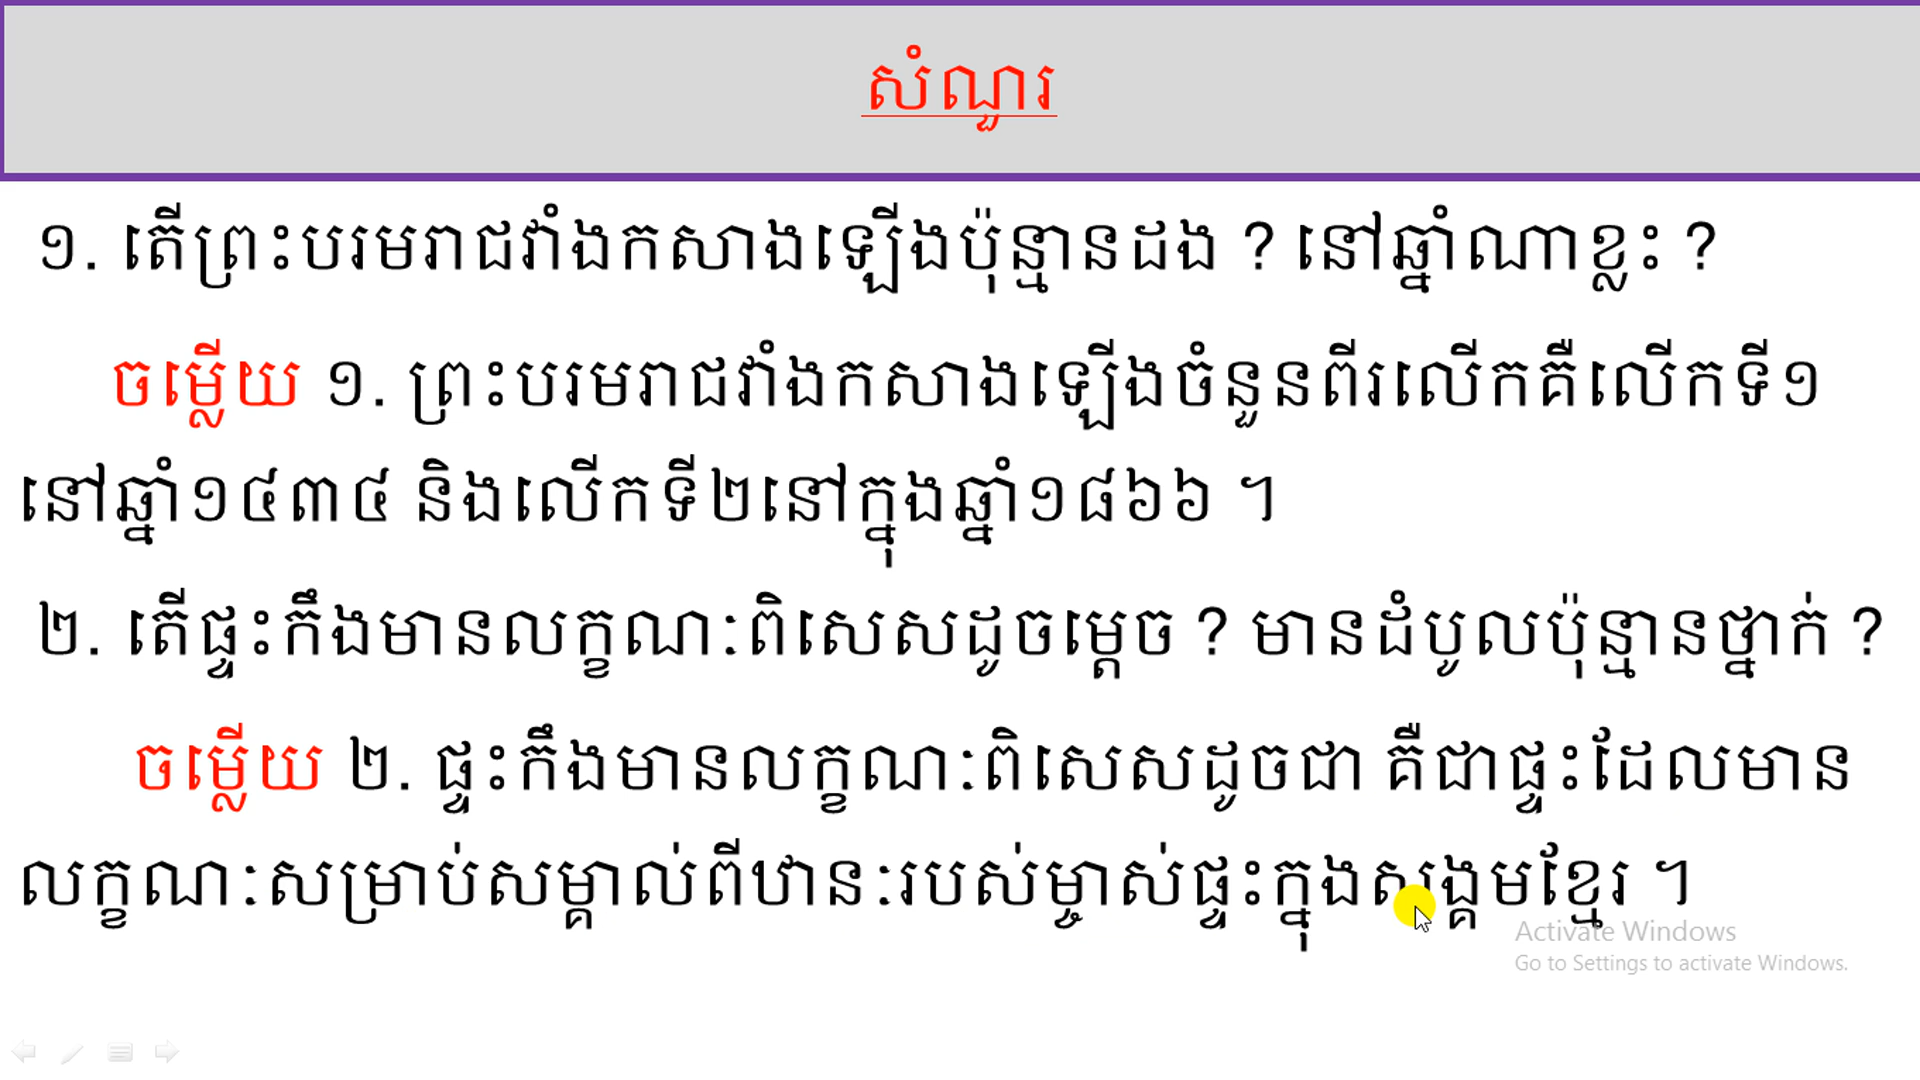 សំណួរ
១. តើព្រះបរមរាជវាំងកសាងឡើងប៉ុន្មានដង ? នៅឆ្នាំណាខ្លះ ?
ចម្លើយ ១. ព្រះបរមរាជវាំងកសាងឡើងចំនួនពីរលើកគឺលើកទី១
នៅឆ្នាំ១៤៣៤ និងលើកទី២នៅក្នុងឆ្នាំ១៨៦៦ ។
២. តើផ្ទះកឹងមានលក្ខណៈពិសេសដូចម្តេច ? មានដំបូលប៉ុន្មានថ្នាក់ ?
ចម្លើយ ២. ផ្ទះកឹងមានលក្ខណៈពិសេសដូចជា គឺជាផ្ទះដែលមាន
លក្ខណៈសម្រាប់សម្គាល់ពីឋានៈរបស់ម្ចាស់ផ្ទះក្នុងសង្គមខ្មែរ ។
Activate Windows
Go to Settings to activate Windows.